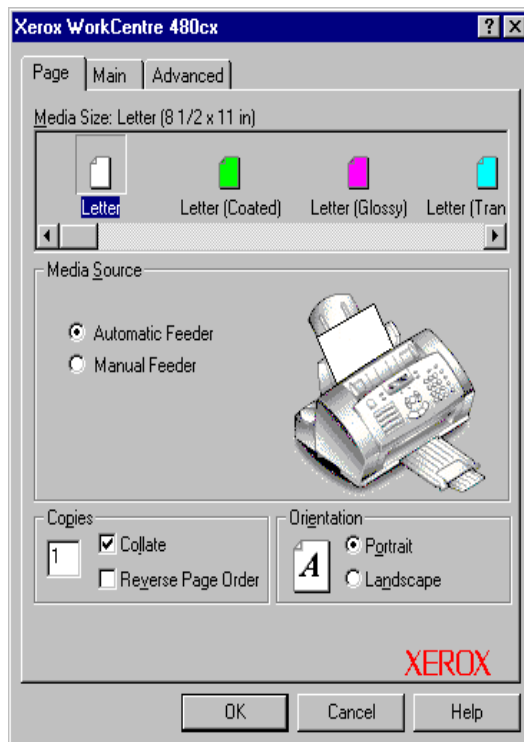 Xerox WorkCentre 480cx
Page Main Advanced
Media Size: Letter (8 1/2 x 11 in)
Letter Letter (Coated) Letter (Glossy) Letter (Tran
Media Source
Automatic Feeder
Manual Feeder
Copies
1
Collate
Reverse Page Order
Orientation
A
Portrait
Landscape
XEROX
OK Cancel Help